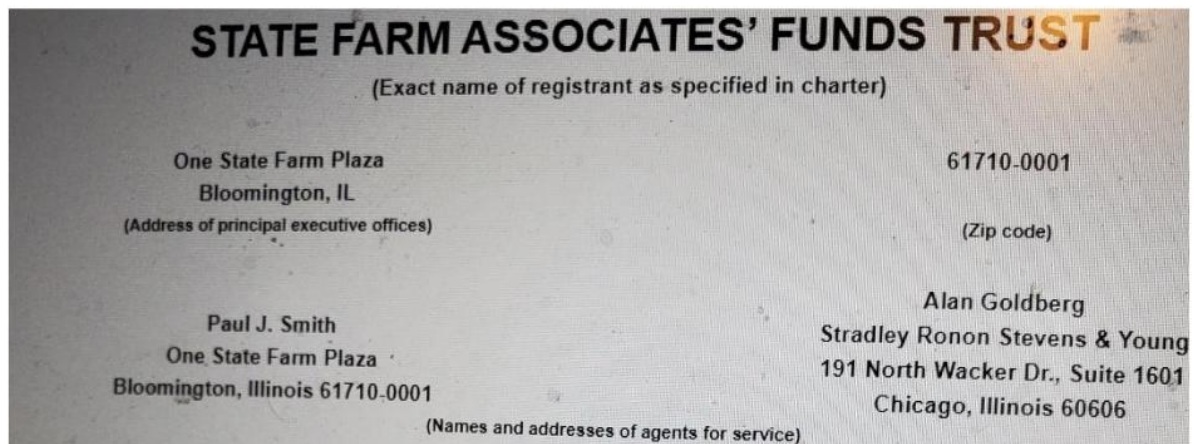 STATE FARM ASSOCIATES' FUNDS TRUST
(Exact name of registrant as specified in charter)
One State Farm Plaza
Bloomington, IL
(Address of principal executive offices)
61710-0001
(Zip code)
Paul J. Smith
One State Farm Plaza
Bloomington, Illinois 61710-0001
Alan Goldberg
Stradley Ronon Stevens & Young
191 North Wacker Dr., Suite 1601
Chicago, Illinois 60606
(Names and addresses of agents for service)